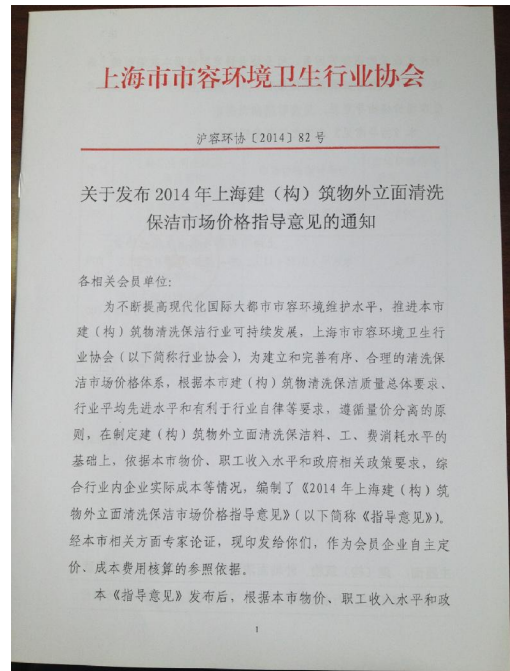 上海市市容环境卫生行业协会
沪容环协〔2014〕82号
关于发布2014年上海建（构）筑物外立面清洗
保洁市场价格指导意见的通知
各相关会员单位：
为不断提高现代化国际大都市市容环境维护水平，推进本市
建（构）筑物清洗保洁行业可持续发展，上海市市容环境卫生行
业协会（以下简称行业协会），为建立和完善有序、合理的清洗保
洁市场价格体系，根据本市建（构）筑物清洗保洁质量总体要求、
行业平均先进水平和有利于行业自律等要求，遵循量价分离的原
则，在制定建（构）筑物外立面清洗保洁料、工、费消耗水平的
基础上，依据本市物价、职工收入水平和政府相关政策要求，综
合行业内企业实际成本等情况，编制了《2014年上海建（构）筑
物外立面清洗保洁市场价格指导意见》（以下简称《指导意见》）。
经本市相关方面专家论证，现印发给你们，作为会员企业自主定
价、成本费用核算的参照依据。
本《指导意见》发布后，根据本市物价、职工收入水平和政
1